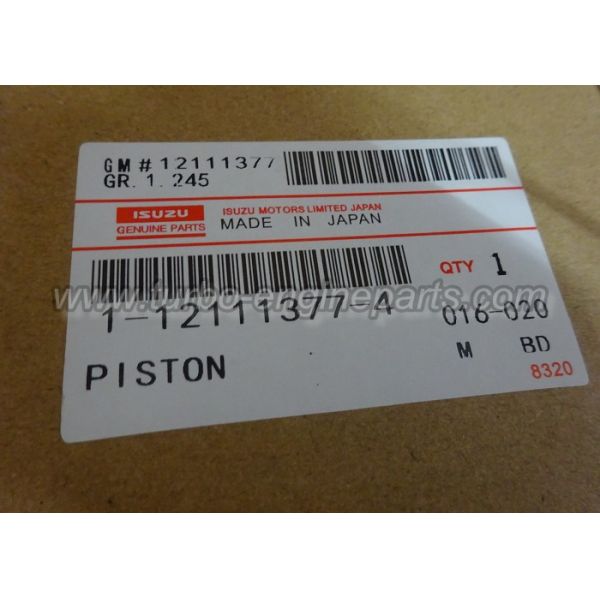 GM # 12111377
GR. 1. 245
ISUZU
GENUINE PARTS
ISUZU MOTORS LIMITED JAPAN
MADE IN JAPAN
QTY 1
www.turbo-engineparts.com
1-12111377-4
016-020
PISTON
M BD
8320